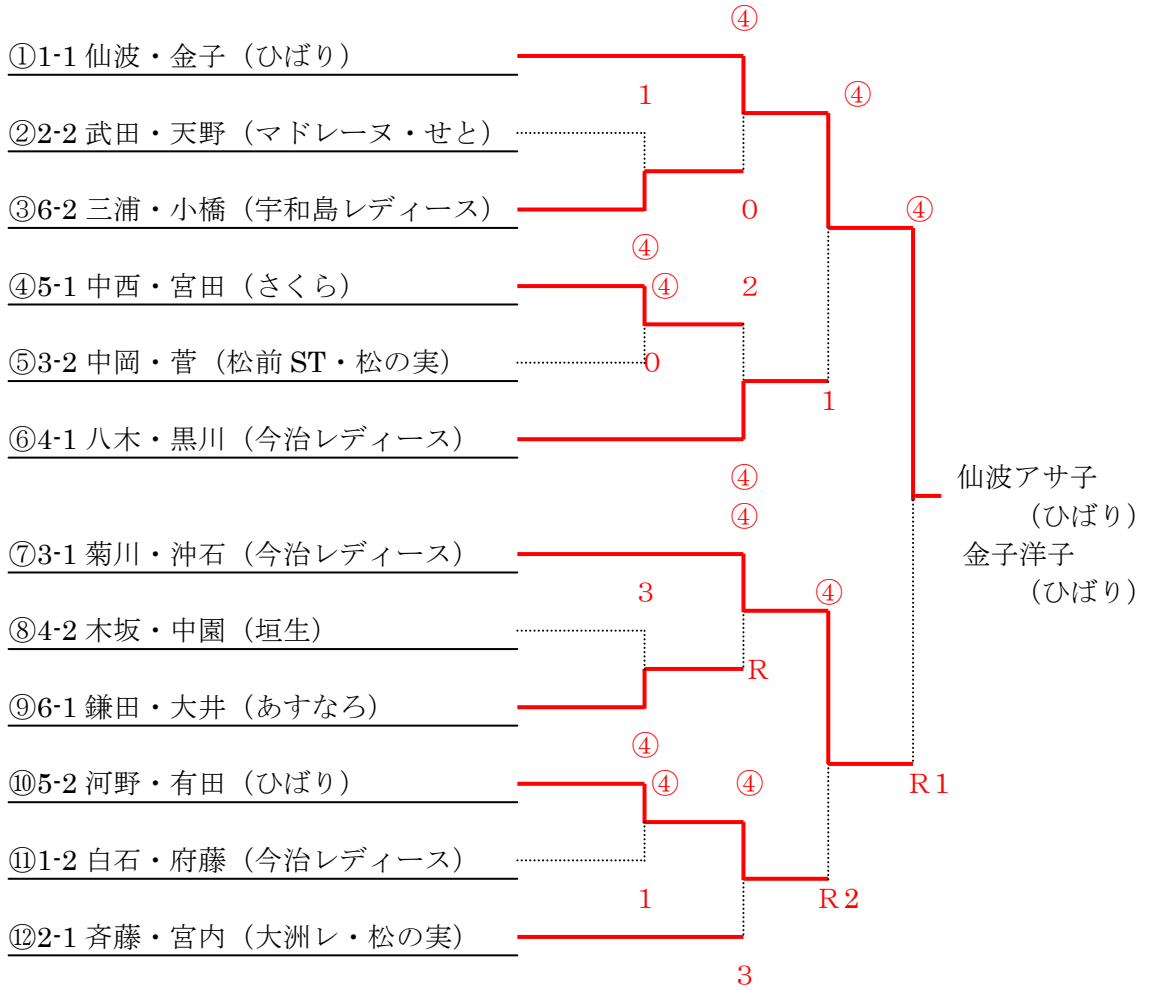 ④
①1-1 仙波・金子（ひばり）
1
④
②2-2 武田・天野（マドレーヌ・せと）
③6-2 三浦・小橋（宇和島レディース）
0
④
④
④5-1 中西・宮田（さくら）
④
2
⑤3-2 中岡・菅（松前 ST・松の実）
0
1
⑥4-1 八木・黒川（今治レディース）
④
仙波アサ子
（ひばり）
④
⑦3-1 菊川・沖石（今治レディース）
金子洋子
（ひばり）
3
④
⑧4-2 木坂・中園（垣生）
R
⑨6-1 鎌田・大井（あすなろ）
④
⑩5-2 河野・有田（ひばり）
④
④
R1
⑪1-2 白石・府藤（今治レディース）
1
R2
⑫2-1 斉藤・宮内（大洲レ・松の実）
3